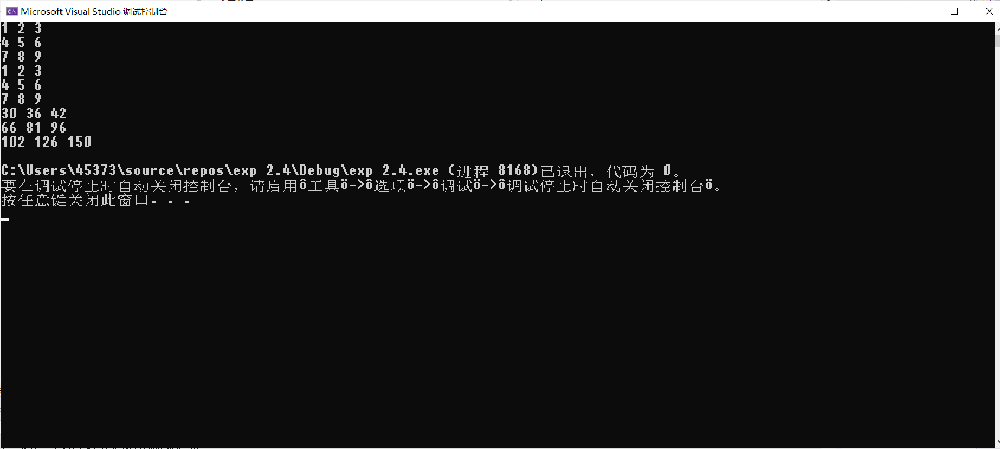 Microsoft Visual Studio 调试控制台
1 2 3
4 5 6
7 8 9
1 2 3
4 5 6
7 8 9
30 36 42
66 81 96
102 126 150
C:\Users\45373\source\repos\exp 2.4\Debug\exp 2.4.exe (进程 8168)已退出，代码为 0。
要在调试停止时自动关闭控制台，请启用ô工具ö->ô选项ö->ô调试ö->ô调试停止时自动关闭控制台ö。
按任意键关闭此窗口. . .